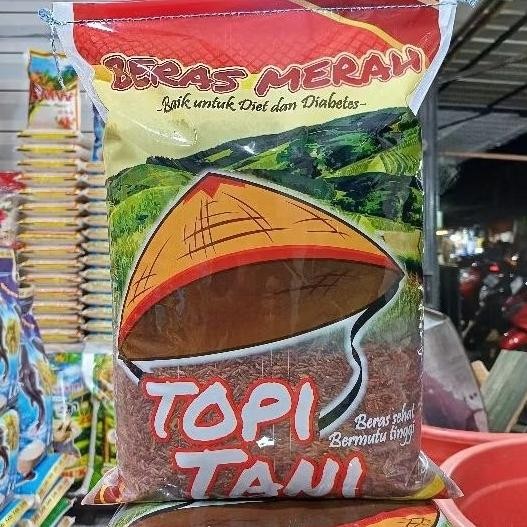 BERAS MERAH
-Baik untuk Diet dan Diabetes-
TOPI
TANI
Beras sehat
Bermutu tinggi